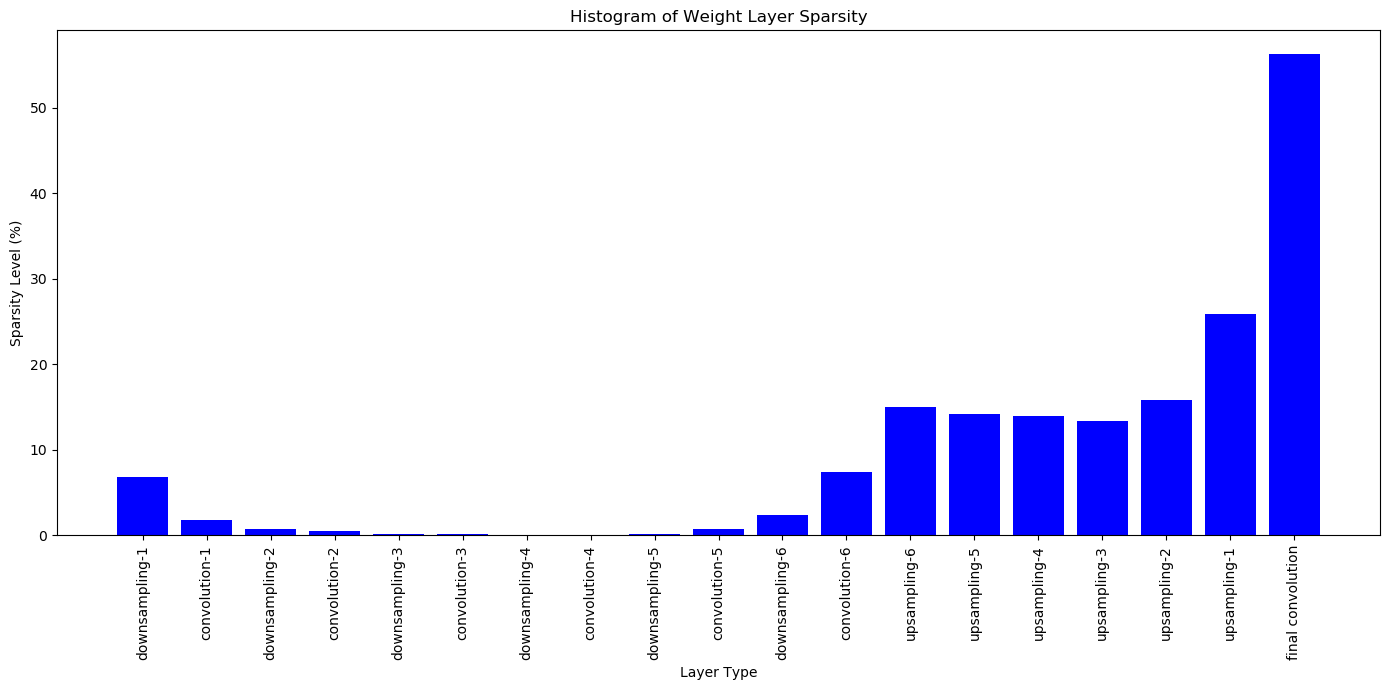 Histogram of Weight Layer Sparsity
Sparsity Level (%)
50
40
30
20
10
0
downsampling-1
convolution-1
downsampling-2
convolution-2
downsampling-3
convolution-3
downsampling-4
convolution-4
downsampling-5
convolution-5
downsampling-6
convolution-6
upsampling-6
upsampling-5
upsampling-4
upsampling-3
upsampling-2
upsampling-1
final convolution
Layer Type